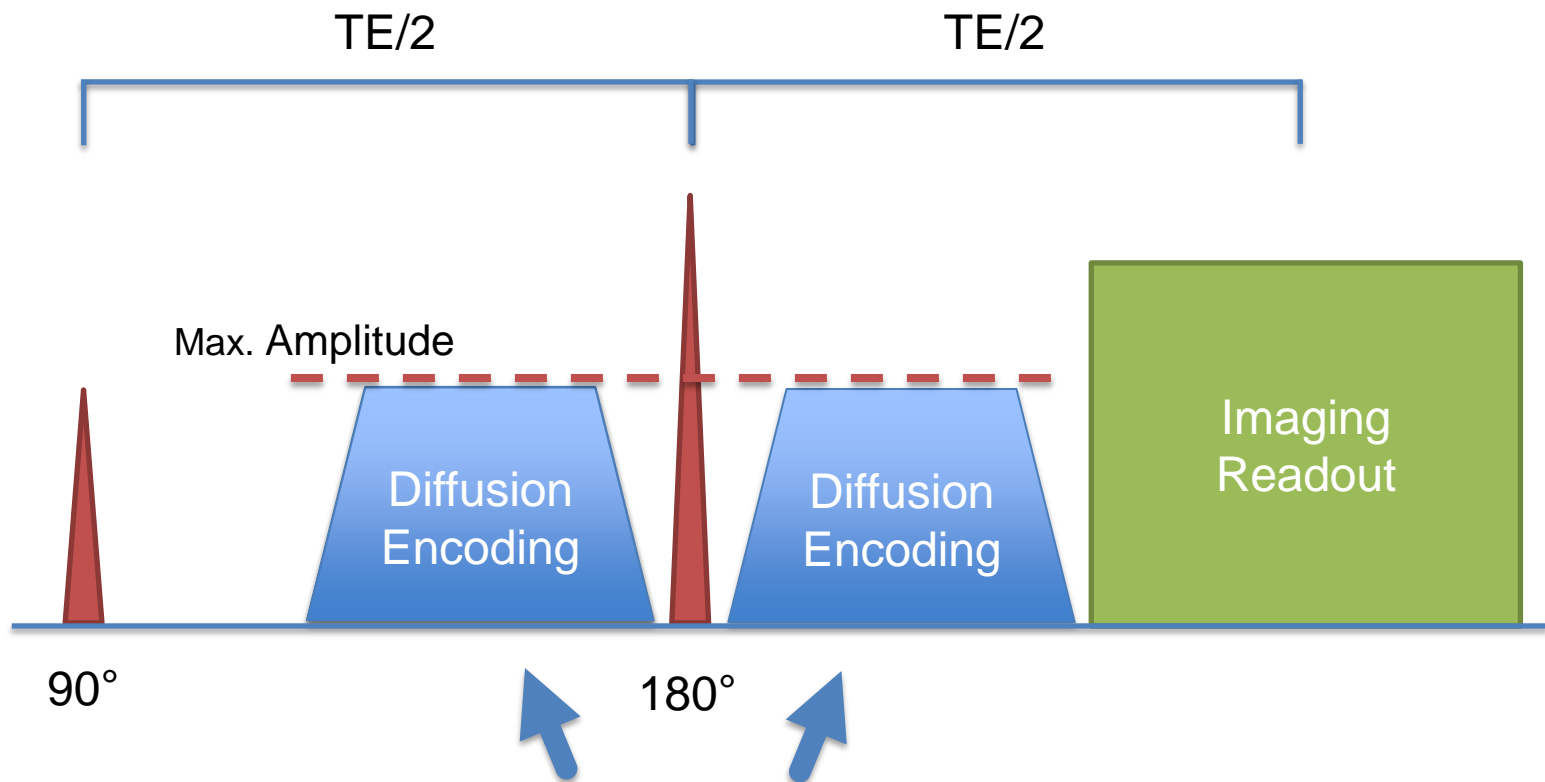 TE/2
TE/2
Max. Amplitude
Diffusion
Encoding
Diffusion
Encoding
Imaging
Readout
90°
180°